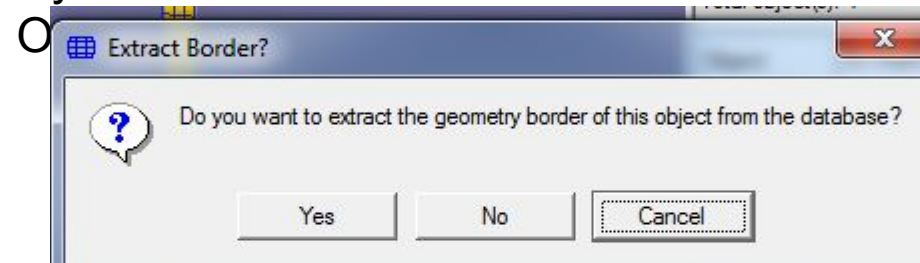 O
Extract Border?
Do you want to extract the geometry border of this object from the database?
Yes No Cancel